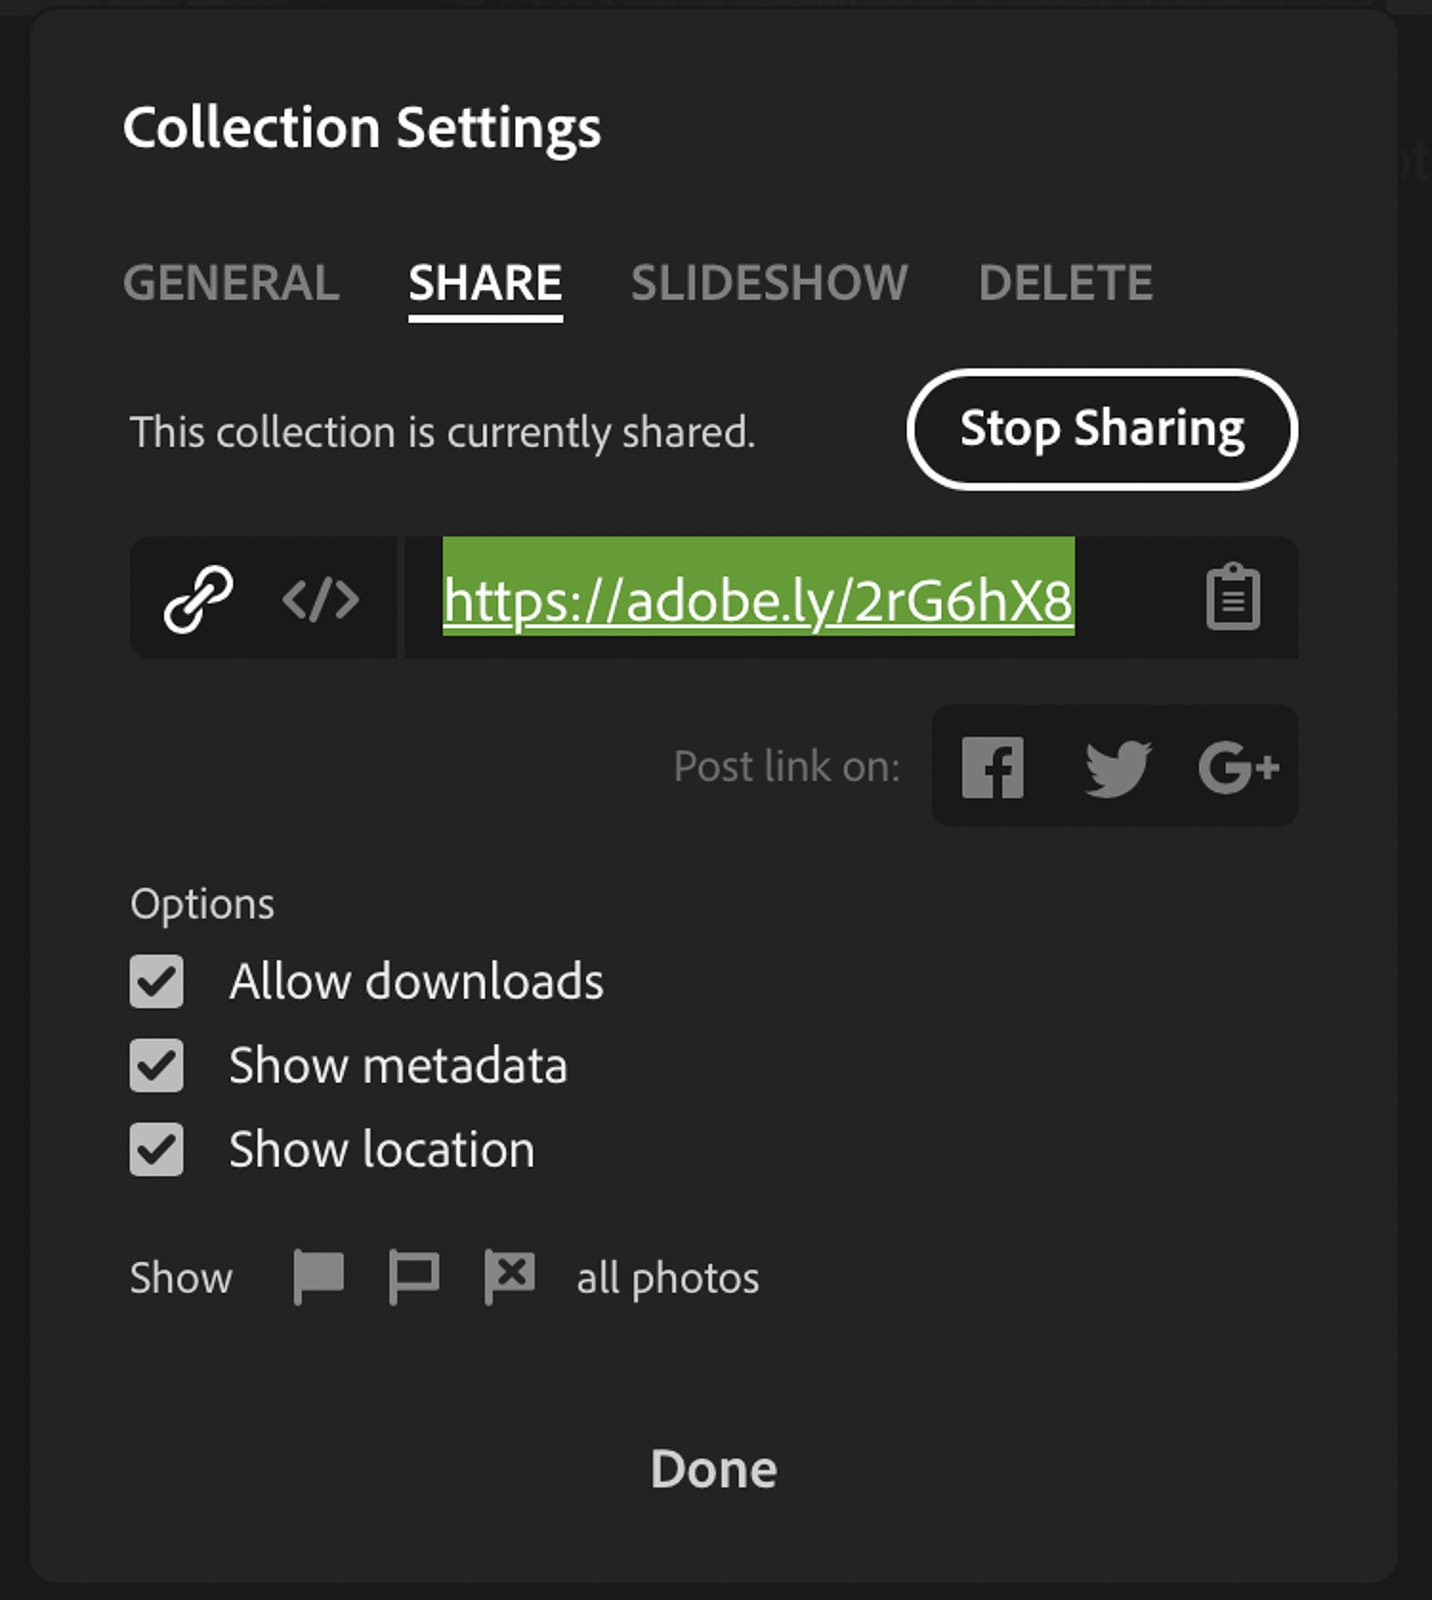 Collection Settings
GENERAL SHARE SLIDESHOW DELETE
This collection is currently shared. Stop Sharing
</> https://adobe.ly/2rG6hX8
Post link on: G+
Options
Allow downloads
Show metadata
Show location
Show all photos
Done